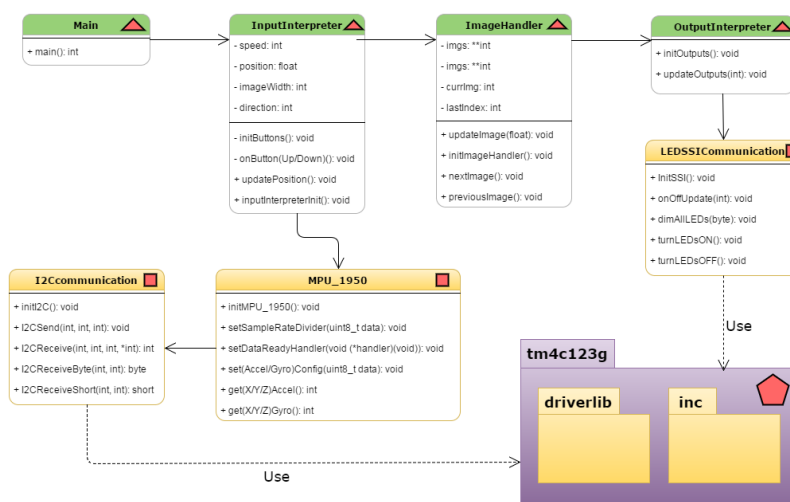 Main
+ main(): int
InputInterpreter
- speed: int
- position: float
- imageWidth: int
- direction: int
- initButtons(): void
- onButton(Up/Down)(): void
+ updatePosition(): void
+ inputInterpreterInit(): void
ImageHandler
- imgs: **int
- imgs: **int
- currImg: int
- lastIndex: int
+ updateImage(float): void
+ initImageHandler(): void
+ nextImage(): void
+ previousImage(): void
OutputInterpreter
+ initOutputs(): void
+ updateOutputs(int): void
LEDSSICommunication
+ InitSSI(): void
+ onOffUpdate(int): void
+ dimAllLEDs(byte): void
+ turnLEDsON(): void
+ turnLEDsOFF(): void
I2Ccommunication
+ initI2C(): void
+ I2CSend(int, int, int): void
+ I2CReceive(int, int, int, *int): int
+ I2CReceiveByte(int, int): byte
+ I2CReceiveShort(int, int): short
MPU_1950
+ initMPU_1950(): void
+ setSampleRateDivider(uint8_t data): void
+ setDataReadyHandler(void (*handler)(void)): void
+ set(Accel/Gyro)Config(uint8_t data): void
+ get(X/Y/Z)Accel(): int
+ get(X/Y/Z)Gyro(): int
Use
tm4c123g
driverlib
inc
Use